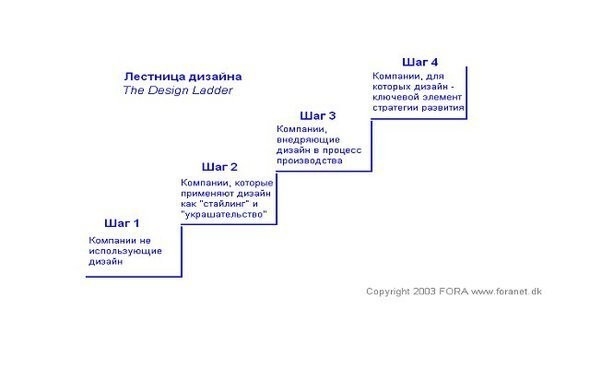 Лестница дизайна
The Design Ladder
Шаг 1
Компании не
использующие
дизайн
Шаг 2
Компании, которые
применяют дизайн
как "стайлинг" и
"украшательство"
Шаг 3
Компании,
внедряющие
дизайн в процесс
производства
Шаг 4
Компании, для
которых дизайн -
ключевой элемент
стратегии развития
Copyright 2003 FORA www.foranet.dk